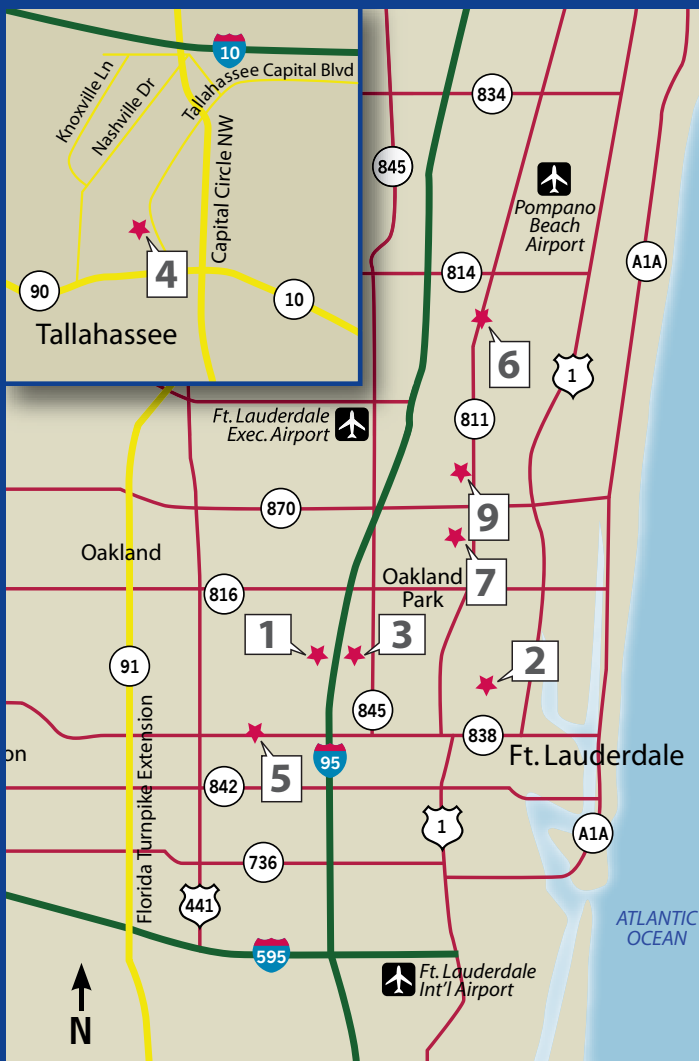 10
Knoxville Ln
Nashville Dr
Tallahassee Capital Blvd
Capital Circle NW
4
90
10
Tallahassee
834
845
Pompano
Beach
Airport
A1A
814
6
1
Ft. Lauderdale
Exec. Airport
811
870
9
Oakland
7
Oakland
Park
816
1
3
2
91
845
Florida Turnpike Extension
on
838
95
Ft. Lauderdale
5
842
1
A1A
736
441
ATLANTIC
OCEAN
595
Ft. Lauderdale
Int'l Airport
N